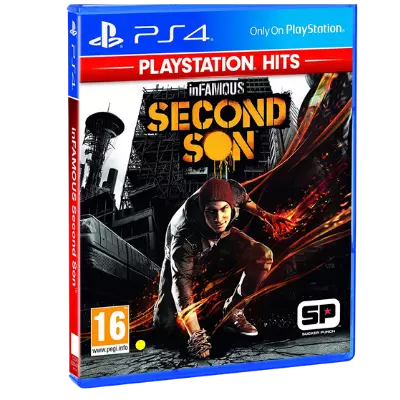 PS4
Only On PlayStation.
PLAYSTATION. HITS
inFAMOUS
SECOND
SON
16
www.pegi.info
SP
SUCKER PUNCH
PS4
inFAMOUS Second Son